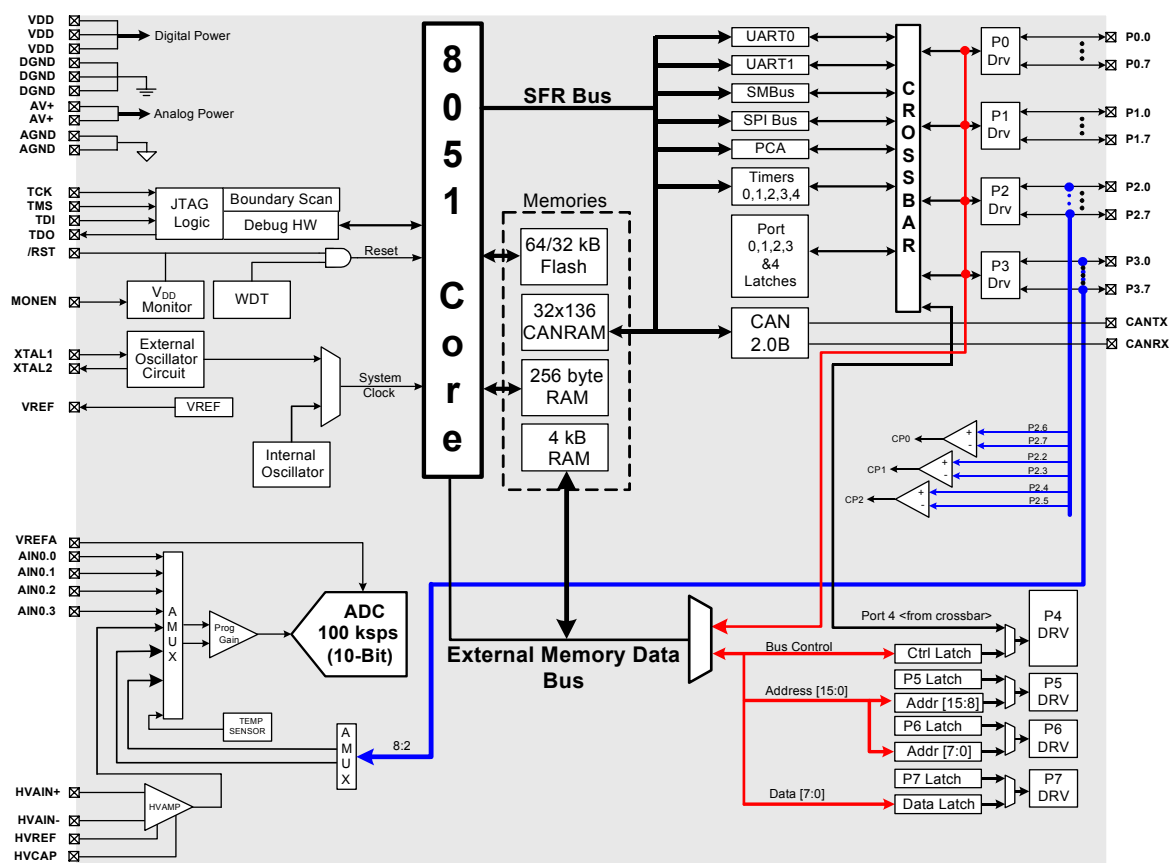 VDD
VDD
VDD
Digital Power
DGND
DGND
DGND
AV+
AV+
Analog Power
AGND
AGND
TCK
TMS
TDI
TDO
JTAG
Logic
Boundary Scan
Debug HW
/RST
Reset
MONEN
VDD
Monitor
WDT
XTAL1
XTAL2
External
Oscillator
Circuit
System
Clock
VREF
VREF
Internal
Oscillator
8
0
5
1
C
o
r
e
SFR Bus
Memories
64/32 kB
Flash
32x136
CANRAM
256 byte
RAM
4 kB
RAM
UART0
UART1
SMBus
SPI Bus
PCA
Timers
0,1,2,3,4
Port
0,1,2,3
&4
Latches
CAN
2.0B
C
R
O
S
S
B
A
R
P0
Drv
P1
Drv
P2
Drv
P3
Drv
P0.0
P0.7
P1.0
P1.7
P2.0
P2.7
P3.0
P3.7
CANTX
CANRX
CP0
+
-
P2.6
P2.7
CP1
+
-
P2.2
P2.3
CP2
+
-
P2.4
P2.5
VREFA
AIN0.0
AIN0.1
AIN0.2
AIN0.3
A
M
U
X
Prog
Gain
ADC
100 ksps
(10-Bit)
TEMP
SENSOR
A
M
U
X
8:2
HVAIN+
HVAIN-
HVREF
HVCAP
HVAMP
External Memory Data
Bus
Port 4 <from crossbar>
Bus Control
Ctrl Latch
P4
DRV
Address [15:0]
P5 Latch
Addr [15:8]
P5
DRV
P6 Latch
Addr [7:0]
P6
DRV
Data [7:0]
P7 Latch
Data Latch
P7
DRV